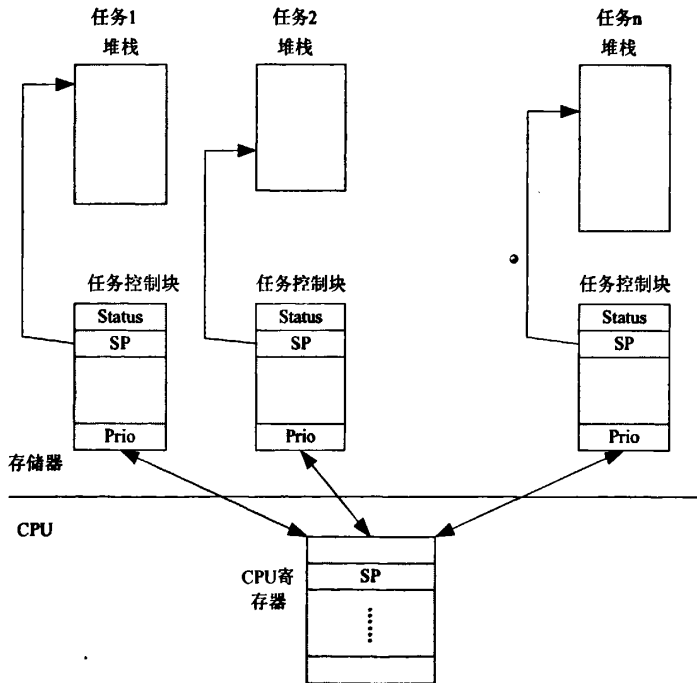 任务1
堆栈
任务2
堆栈
任务n
堆栈
任务控制块
Status
SP
Prio
任务控制块
Status
SP
Prio
任务控制块
Status
SP
Prio
存储器
CPU
CPU寄
存器
SP